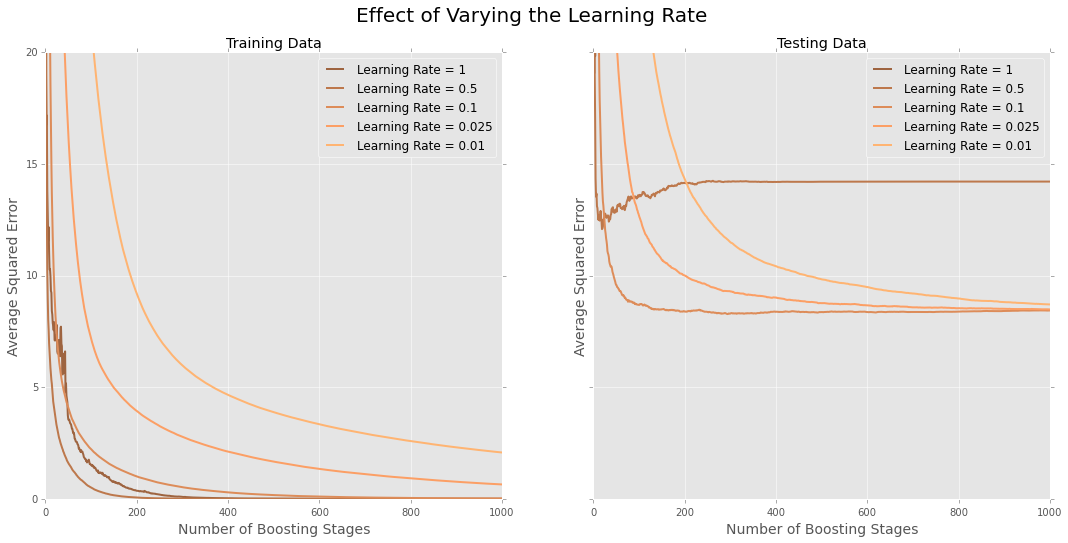 Effect of Varying the Learning Rate
Training Data
20
15
10
5
0
Average Squared Error
Learning Rate = 1
Learning Rate = 0.5
Learning Rate = 0.1
Learning Rate = 0.025
Learning Rate = 0.01
0 200 400 600 800 1000
Number of Boosting Stages
Testing Data
Average Squared Error
Learning Rate = 1
Learning Rate = 0.5
Learning Rate = 0.1
Learning Rate = 0.025
Learning Rate = 0.01
0 200 400 600 800 1000
Number of Boosting Stages